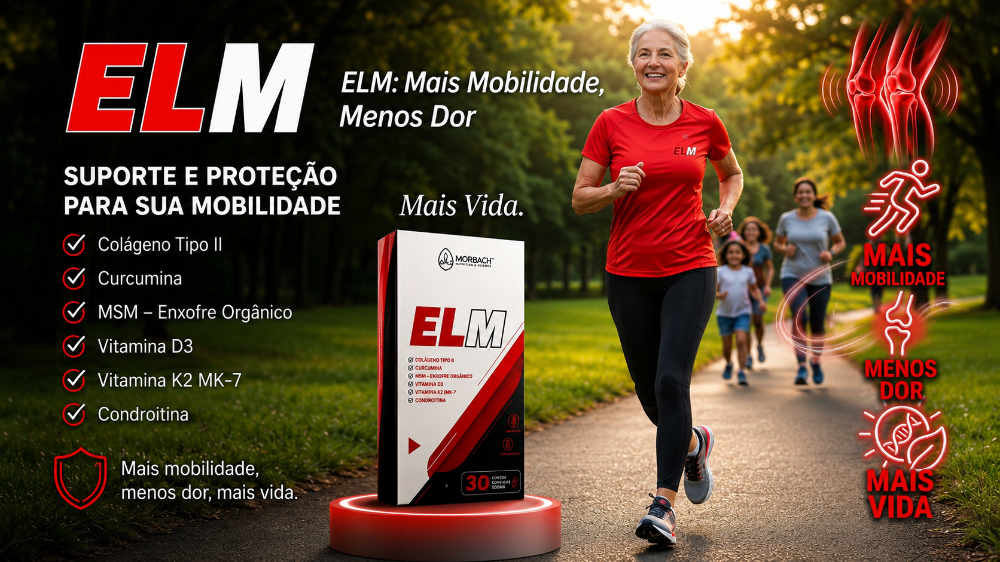 ELM
ELM: Mais Mobilidade,
Menos Dor
SUPORTE E PROTEÇÃO
PARA SUA MOBILIDADE
Colágeno Tipo II
Curcumina
MSM – Enxofre Orgânico
Vitamina D3
Vitamina K2 MK-7
Condroitina
Mais mobilidade,
menos dor, mais vida.
Mais Vida.
MORBACH™
NUTRITION & SCIENCE
ELM
COLÁGENO TIPO II
CURCUMINA
MSM – ENXOFRE ORGÂNICO
VITAMINA D3
VITAMINA K2 (MK-7
CONDROITINA
30
500MG
ELM
MAIS
MOBILIDADE
MENOS
DOR
MAIS
VIDA